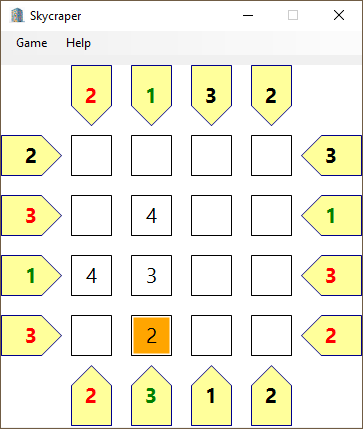 Skycraper
Game Help
2 1 3 2
2 3
3 4 1
1 4 3 3
3 2 2
2 3 1 2